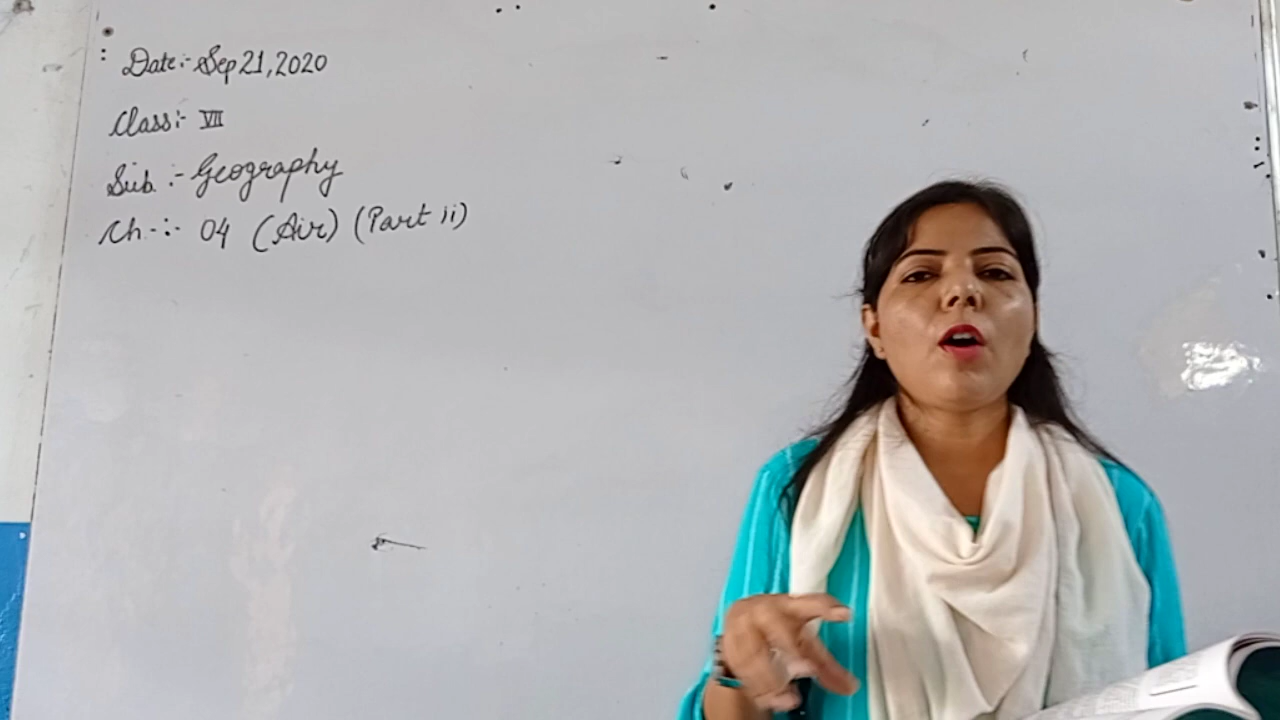 Date:- Sep 21, 2020
Class:- VII
Sub:- Geography
Ch-:- 04 (Air) (Part ii)